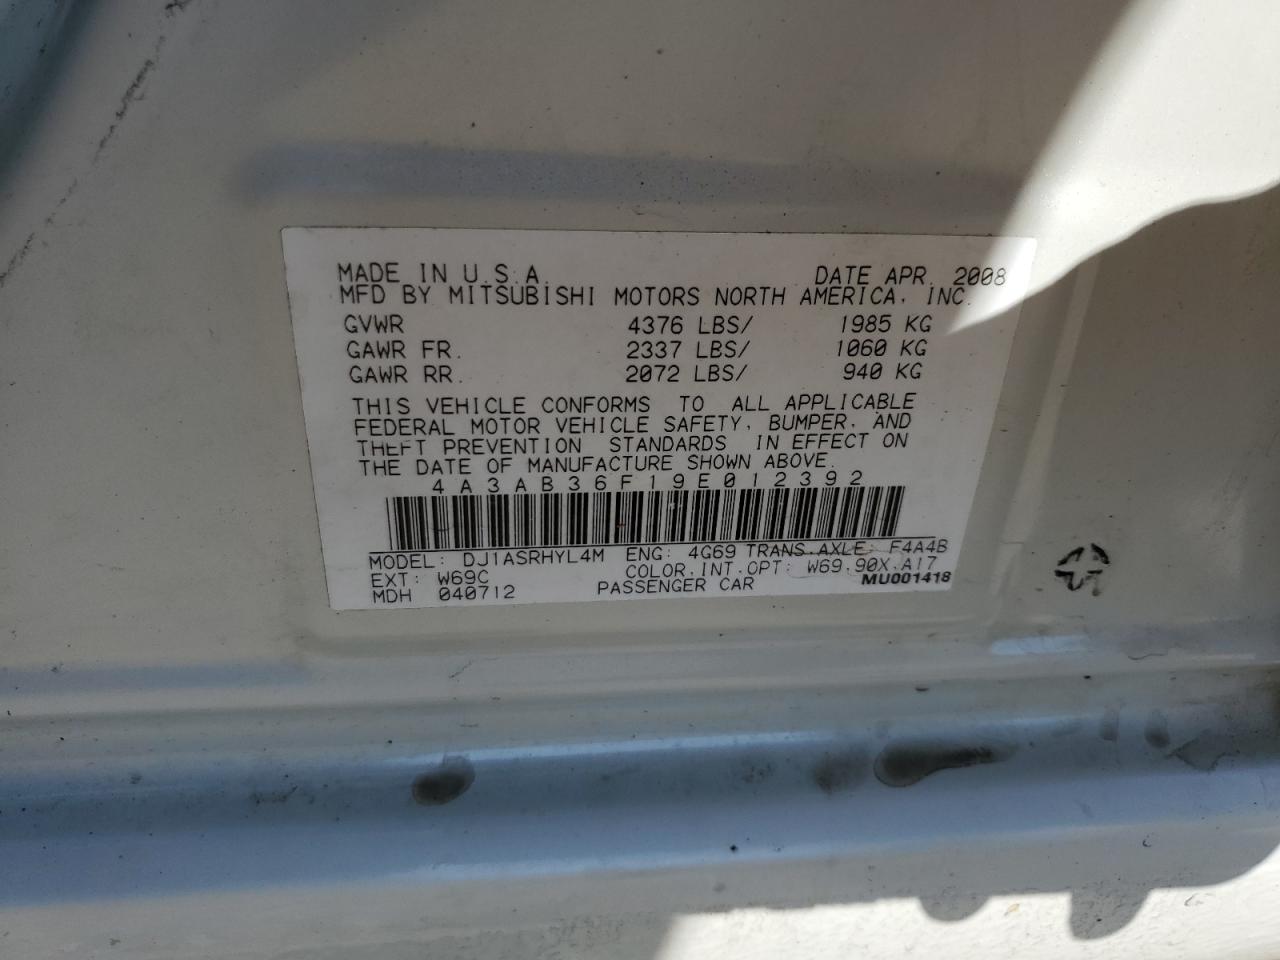 MADE IN U.S.A. DATE APR. 2008
MFD BY MITSUBISHI MOTORS NORTH AMERICA, INC.
GVWR 4376 LBS/ 1985 KG
GAWR FR. 2337 LBS/ 1060 KG
GAWR RR. 2072 LBS/ 940 KG
THIS VEHICLE CONFORMS TO ALL APPLICABLE
FEDERAL MOTOR VEHICLE SAFETY, BUMPER, AND
THEFT PREVENTION STANDARDS IN EFFECT ON
THE DATE OF MANUFACTURE SHOWN ABOVE.
4A3AB36F19E012392
MODEL: DJ1ASRHYL4M ENG: 4G69 TRANS.AXLE: F4A4B
EXT: W69C COLOR.INT.OPT: W69.90X.A17
MDH 040712 PASSENGER CAR MU001418